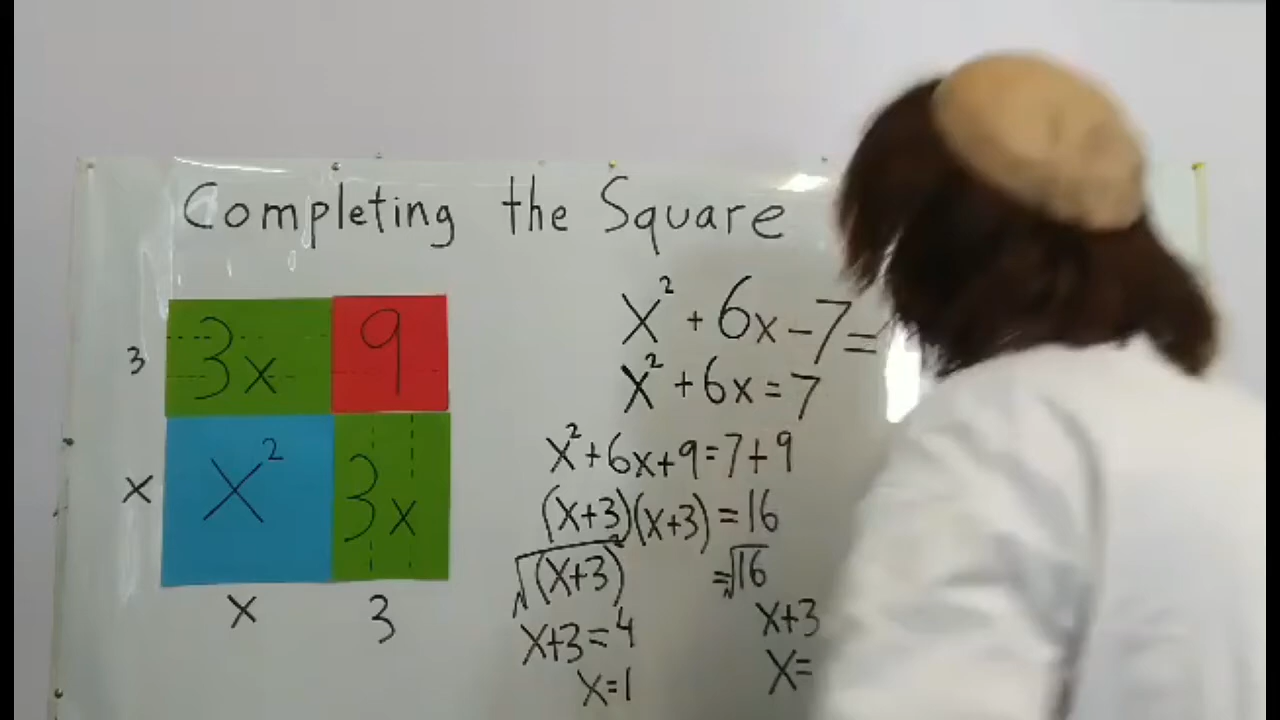 Completing the Square
3 3x 9
x x² 3x
x 3
x² + 6x - 7 =
x² + 6x = 7
x² + 6x + 9 = 7 + 9
(x+3)(x+3) = 16
√(x+3)² = √16
x+3 = 4 x+3
x = 1 x =